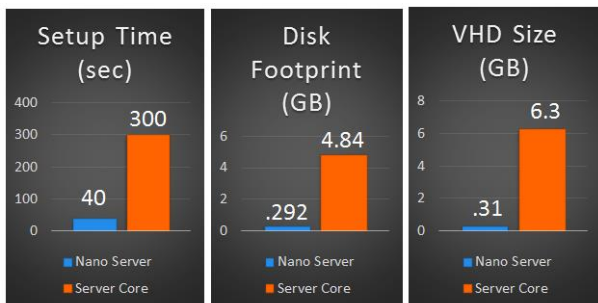 Setup Time
(sec)
400
300
200
100
0
40
300
Nano Server
Server Core
Disk
Footprint
(GB)
6
4
2
0
.292
4.84
Nano Server
Server Core
VHD Size
(GB)
8
6
4
2
0
.31
6.3
Nano Server
Server Core